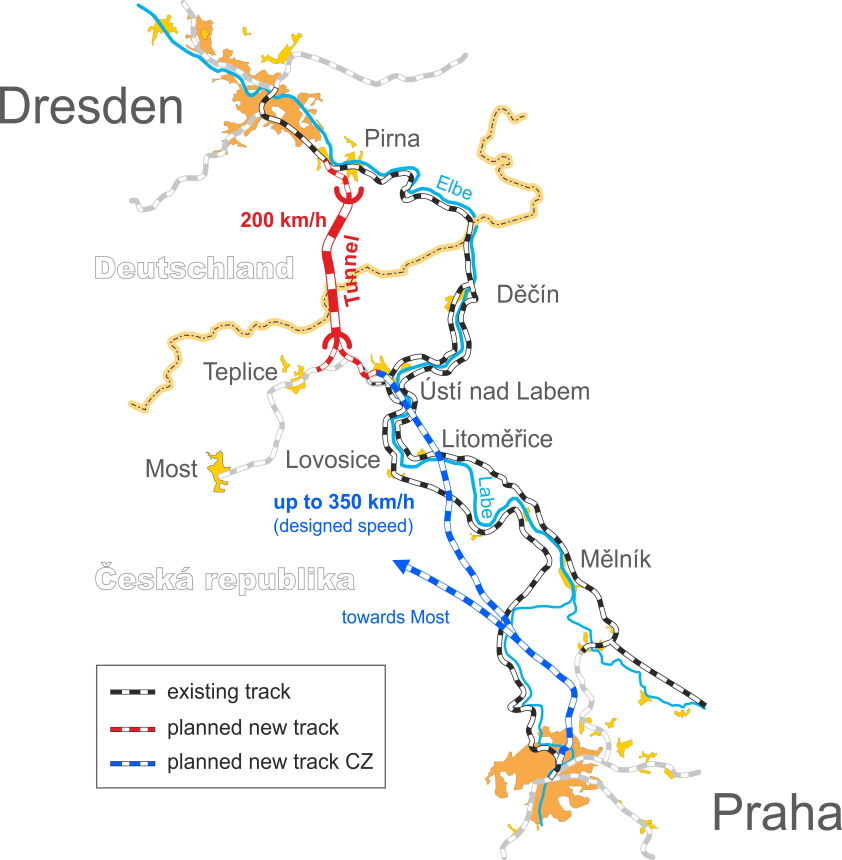 Dresden
Pirna
Elbe
200 km/h
Tunnel
Deutschland
Děčín
Teplice
Ústí nad Labem
Litoměřice
Lovosice
Most
Labe
up to 350 km/h
(designed speed)
Mělník
Česká republika
towards Most
existing track
planned new track
planned new track CZ
Praha